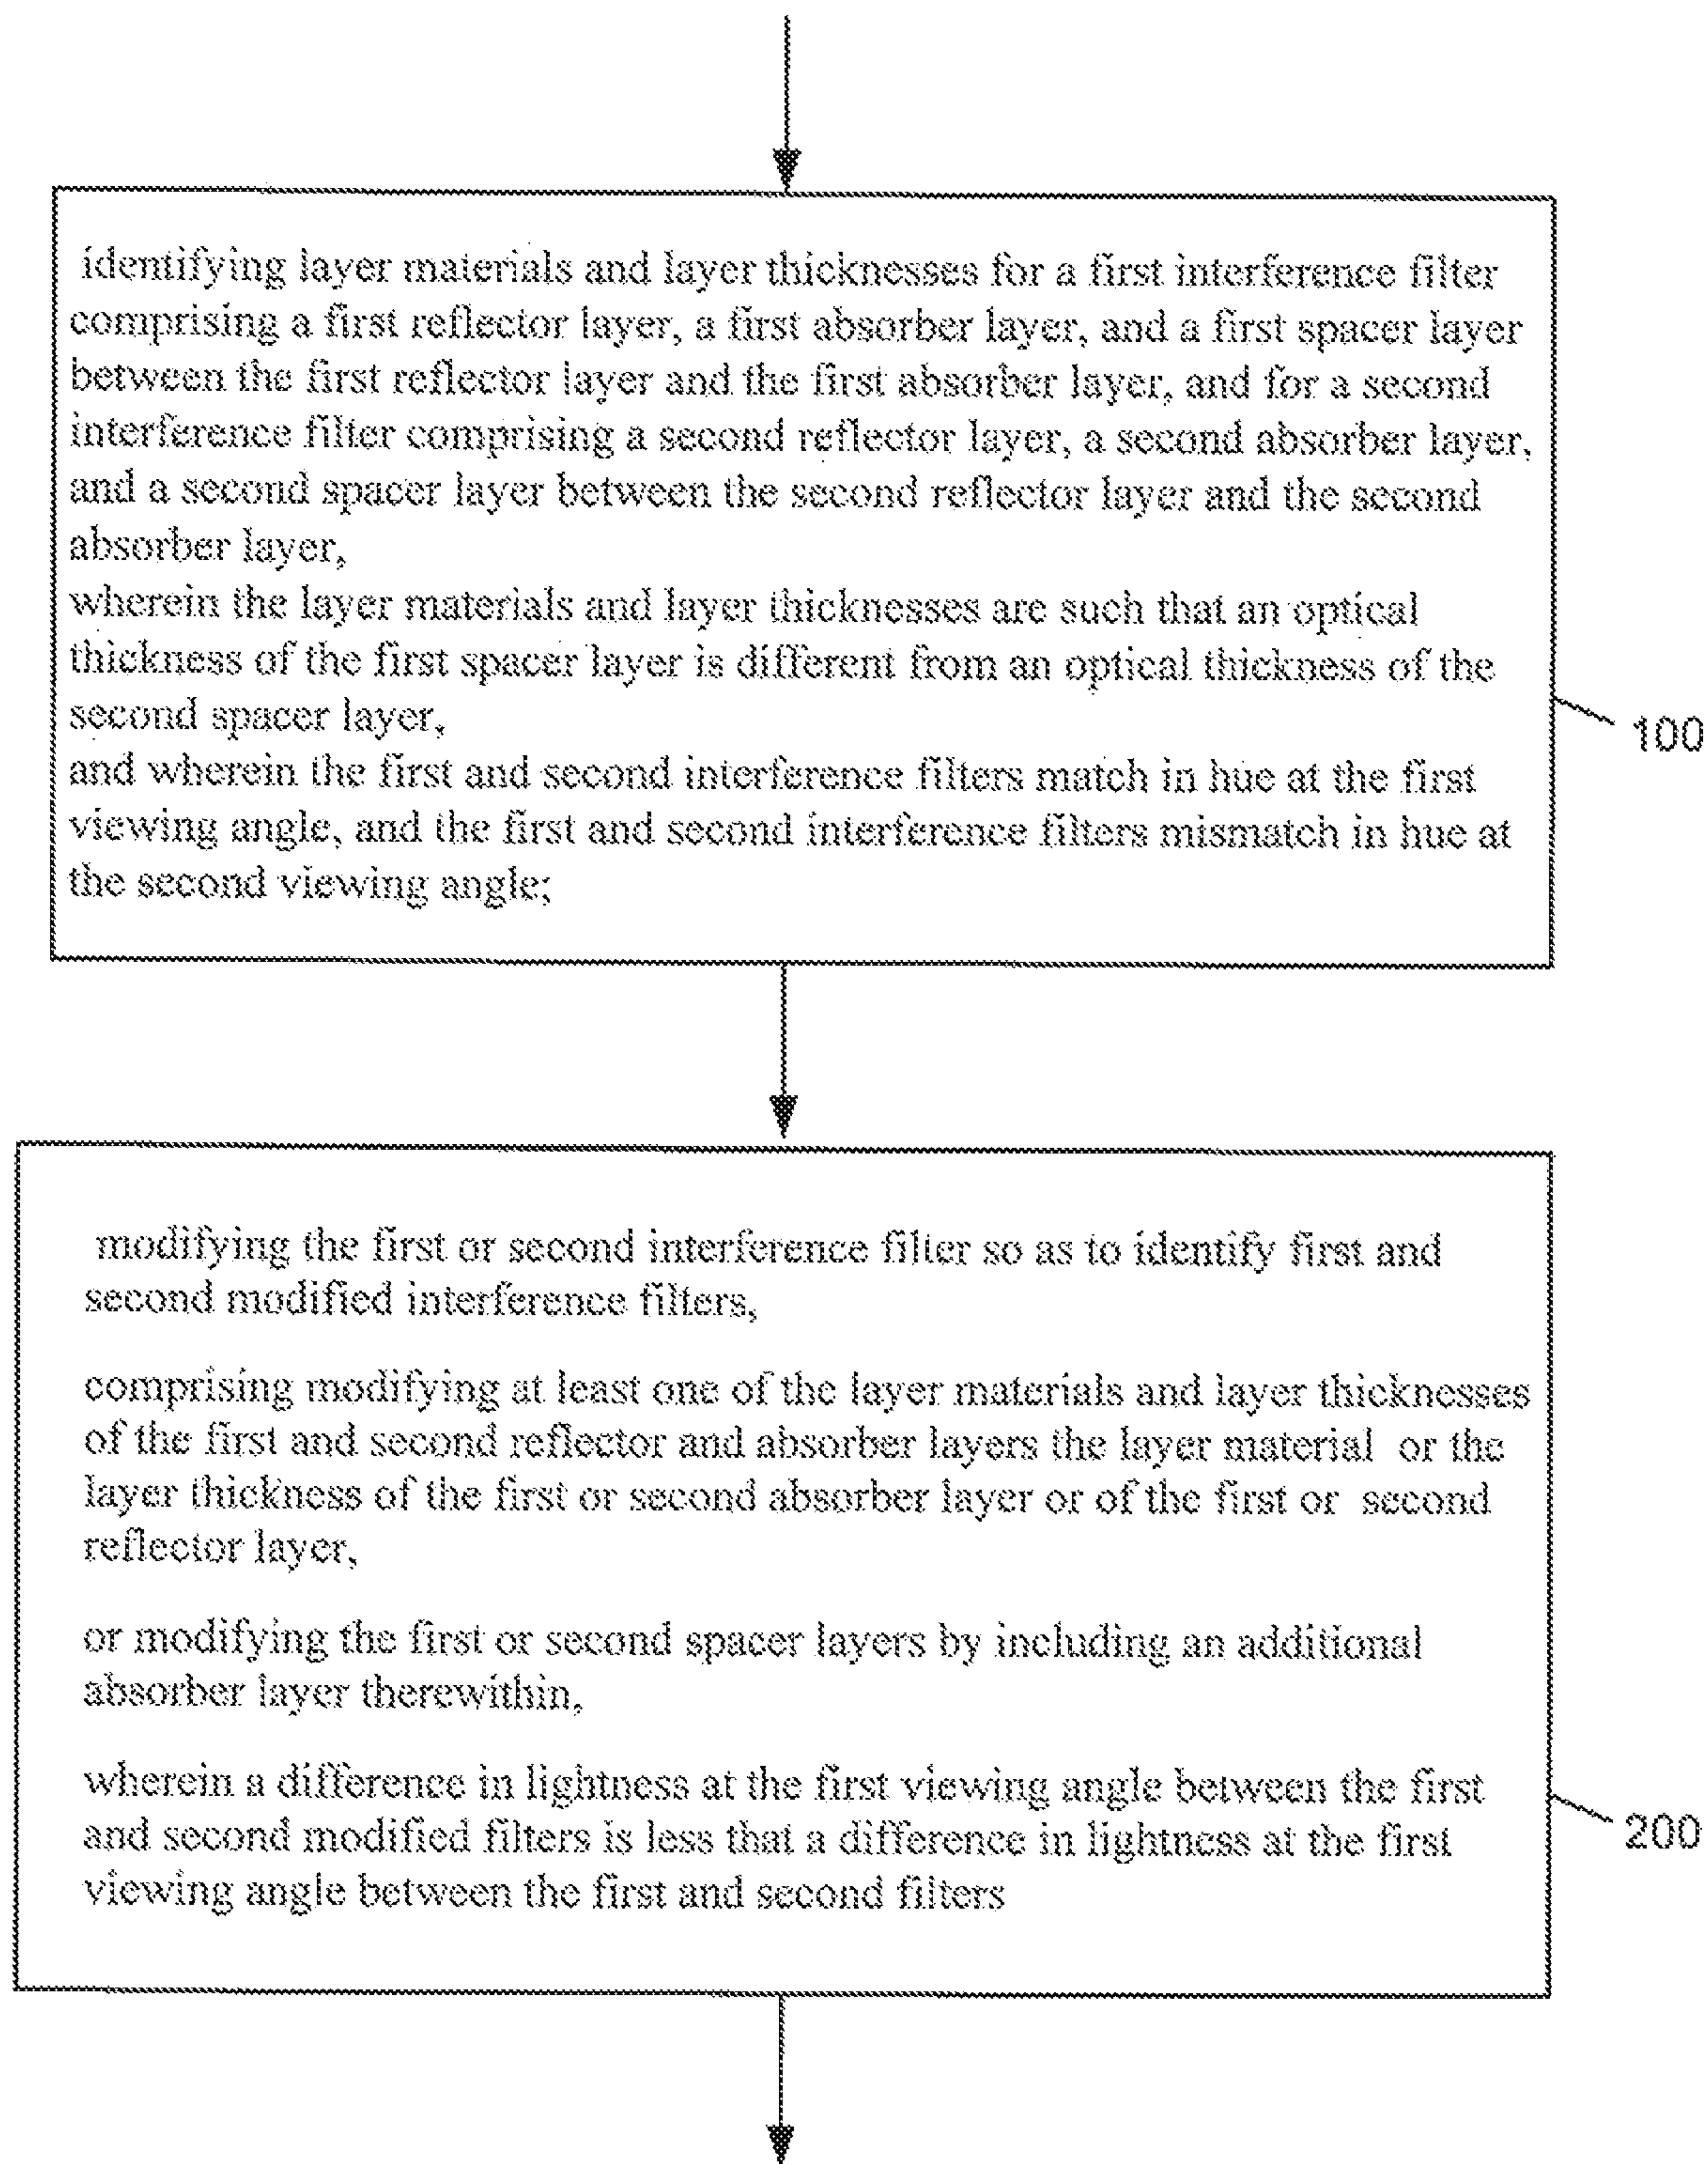 identifying layer materials and layer thicknesses for a first interference filter
comprising a first reflector layer, a first absorber layer, and a first spacer layer
between the first reflector layer and the first absorber layer, and for a second
interference filter comprising a second reflector layer, a second absorber layer,
and a second spacer layer between the second reflector layer and the second
absorber layer,
wherein the layer materials and layer thicknesses are such that an optical
thickness of the first spacer layer is different from an optical thickness of the
second spacer layer,
and wherein the first and second interference filters match in hue at the first
viewing angle, and the first and second interference filters mismatch in hue at
the second viewing angle;
100
modifying the first or second interference filter so as to identify first and
second modified interference filters,
comprising modifying at least one of the layer materials and layer thicknesses
of the first and second reflector and absorber layers the layer material or the
layer thickness of the first or second absorber layer or of the first or second
reflector layer,
or modifying the first or second spacer layers by including an additional
absorber layer therewithin,
wherein a difference in lightness at the first viewing angle between the first
and second modified filters is less that a difference in lightness at the first
viewing angle between the first and second filters
200